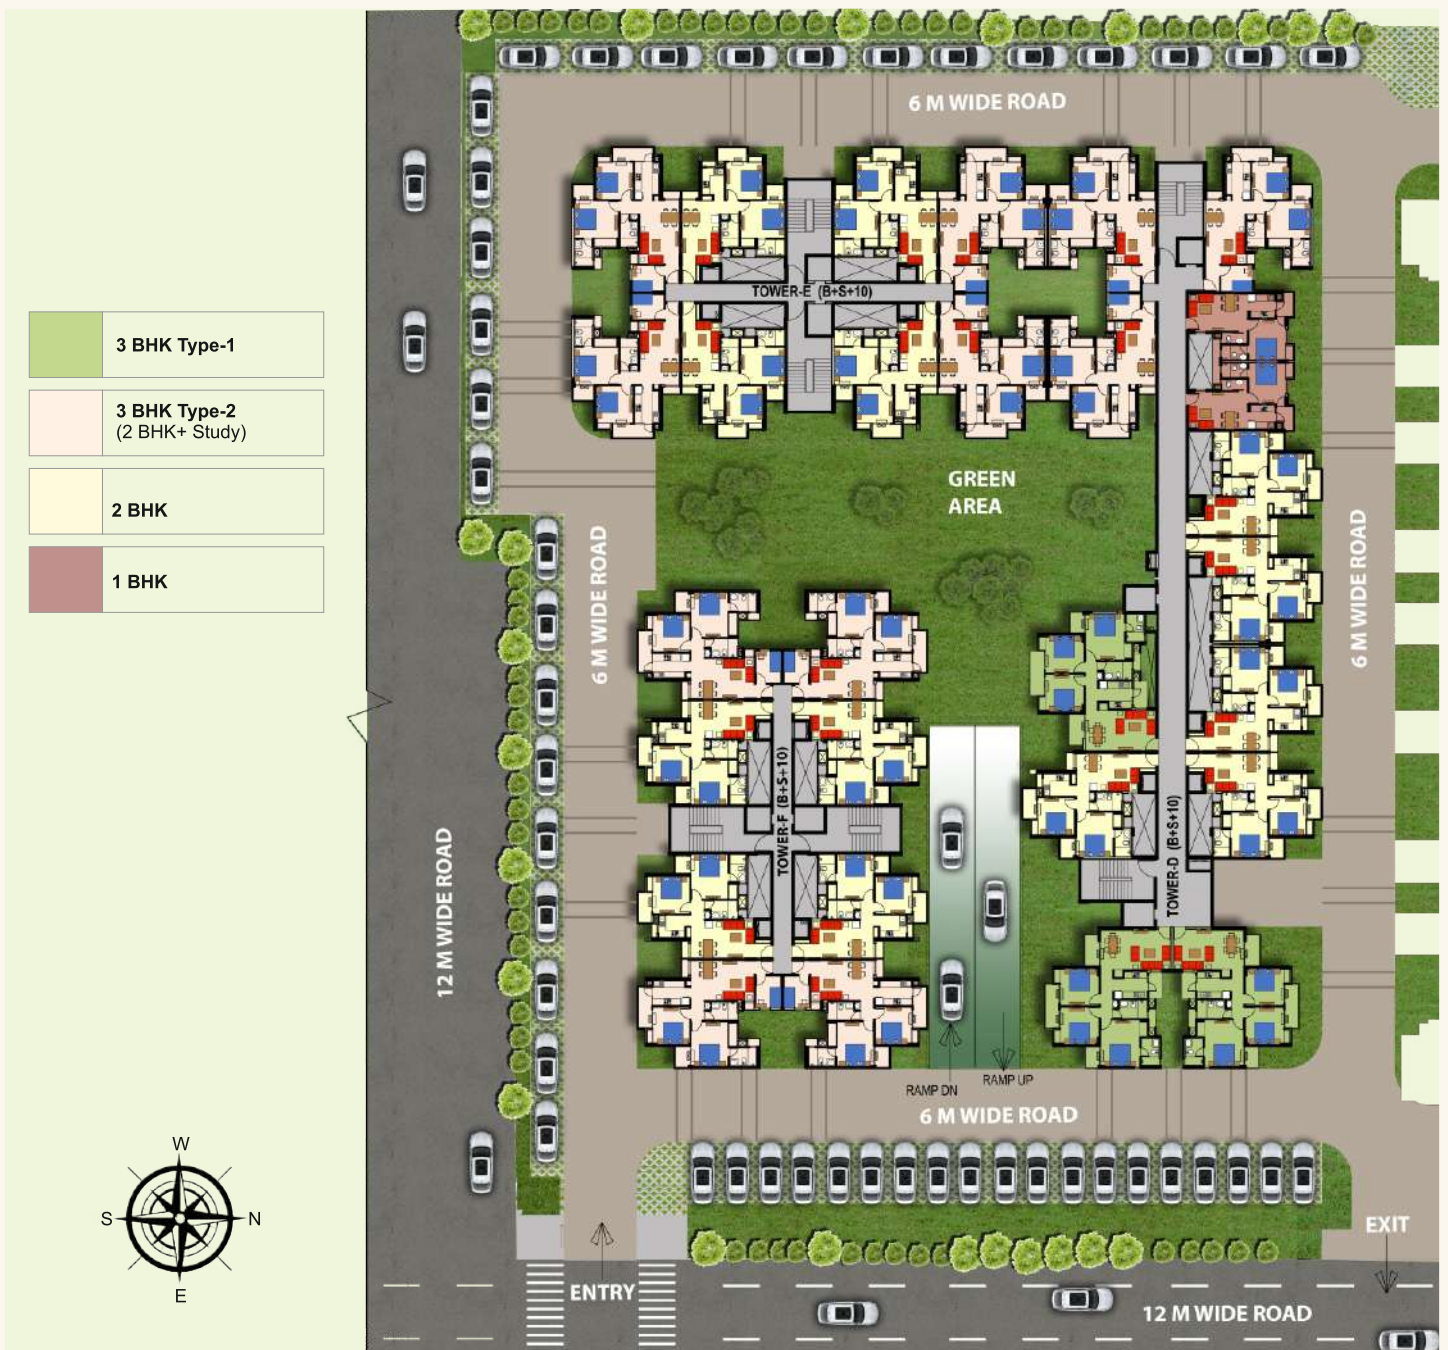 6 M WIDE ROAD
TOWER-E (B+S+10)
3 BHK Type-1
3 BHK Type-2
(2 BHK+ Study)
2 BHK
1 BHK
GREEN
AREA
6 M WIDE ROAD
6 M WIDE ROAD
TOWER-F (B+S+10)
TOWER-D (B+S+10)
12 M WIDE ROAD
RAMP DN
RAMP UP
6 M WIDE ROAD
W
S
N
E
ENTRY
EXIT
12 M WIDE ROAD